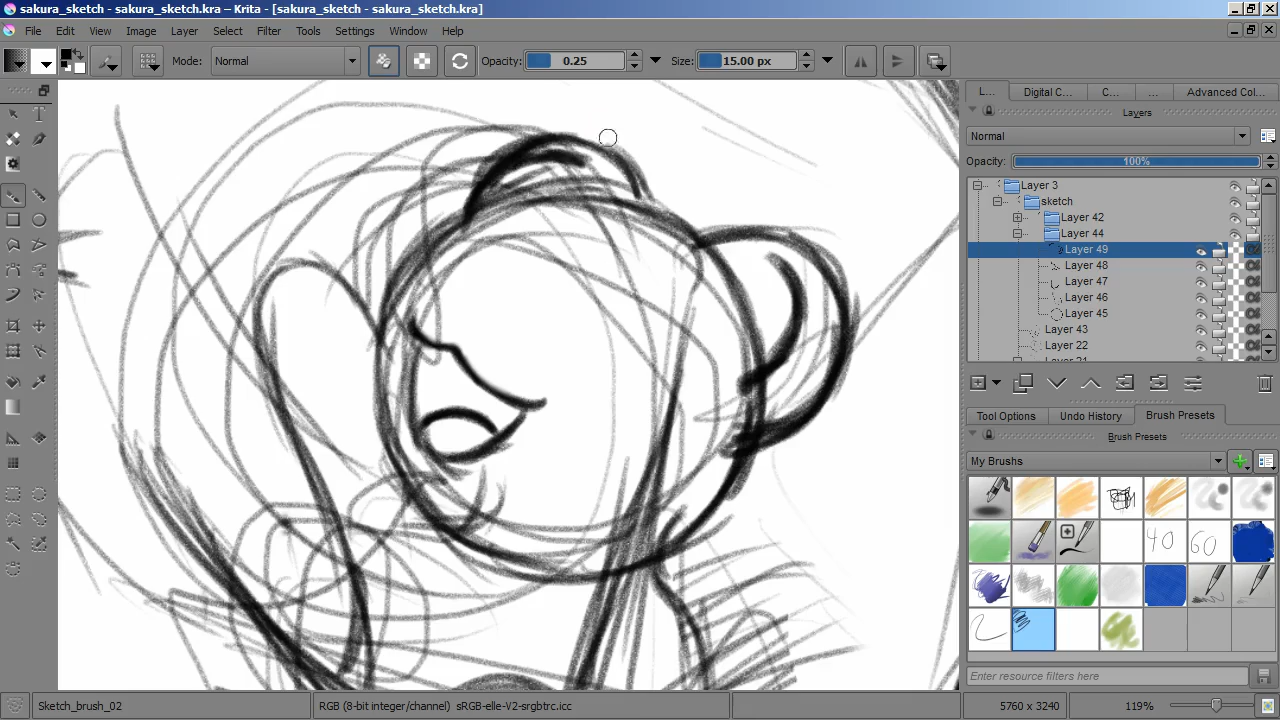 sakura_sketch - sakura_sketch.kra – Krita - [sakura_sketch - sakura_sketch.kra]
File Edit View Image Layer Select Filter Tools Settings Window Help
Mode: Normal Opacity: 0.25 Size: 15.00 px
L... Digital C... C... ... Advanced Col...
Layers
Normal
Opacity: 100%
Layer 3
sketch
Layer 42
Layer 44
Layer 49
Layer 48
Layer 47
Layer 46
Layer 45
Layer 43
Layer 22
Layer 21
Tool Options Undo History Brush Presets
Brush Presets
My Brushes
40 60
Enter resource filters here
Sketch_brush_02 RGB (8-bit integer/channel) sRGB-elle-V2-srgbtrc.icc 5760 x 3240 119%